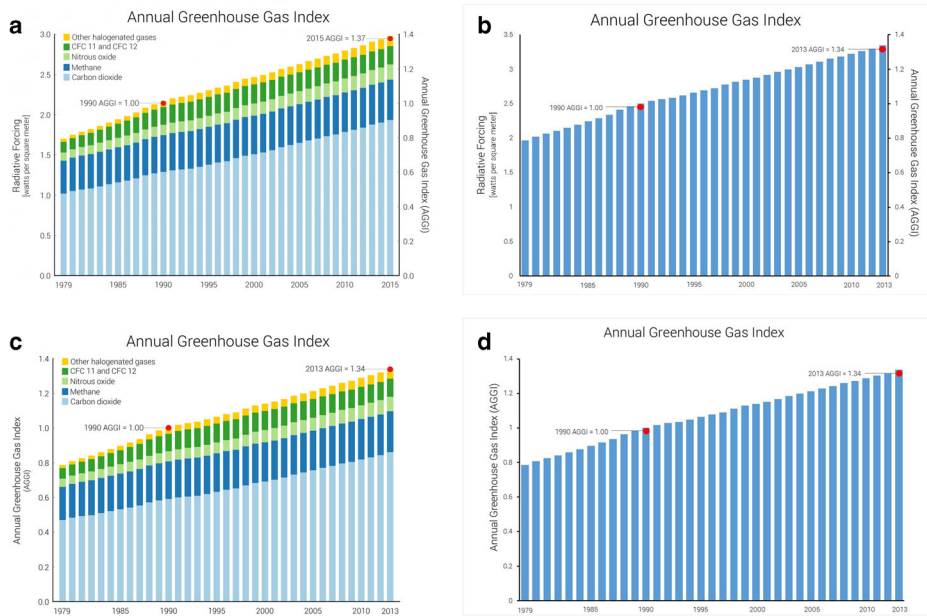 a
Annual Greenhouse Gas Index
Other halogenated gases
CFC 11 and CFC 12
Nitrous oxide
Methane
Carbon dioxide
2015 AGGI = 1.37
1990 AGGI = 1.00
Radiative Forcing
[watts per square meter]
3.0
2.5
2.0
1.5
1.0
0.5
0.0
1.4
1.2
1.0
0.8
0.6
0.4
0.2
0.0
Annual Greenhouse Gas Index
(AGGI)
1979
1985
1990
1995
2000
2005
2010
2015
b
Annual Greenhouse Gas Index
2013 AGGI = 1.34
1990 AGGI = 1.00
Radiative Forcing
[watts per square meter]
3.5
3
2.5
2
1.5
1
0.5
0
1.4
1.2
1
0.8
0.6
0.4
0.2
0
Annual Greenhouse Gas Index (AGGI)
1979
1985
1990
1995
2000
2005
2010
2013
c
Annual Greenhouse Gas Index
Other halogenated gases
CFC 11 and CFC 12
Nitrous oxide
Methane
Carbon dioxide
2013 AGGI = 1.34
1990 AGGI = 1.00
Annual Greenhouse Gas Index
(AGGI)
1.4
1.2
1.0
0.8
0.6
0.4
0.2
0.0
1979
1985
1990
1995
2000
2005
2010
2013
d
Annual Greenhouse Gas Index
2013 AGGI = 1.34
1990 AGGI = 1.00
Annual Greenhouse Gas Index (AGGI)
1.4
1.2
1
0.8
0.6
0.4
0.2
0
1979
1985
1990
1995
2000
2005
2010
2013